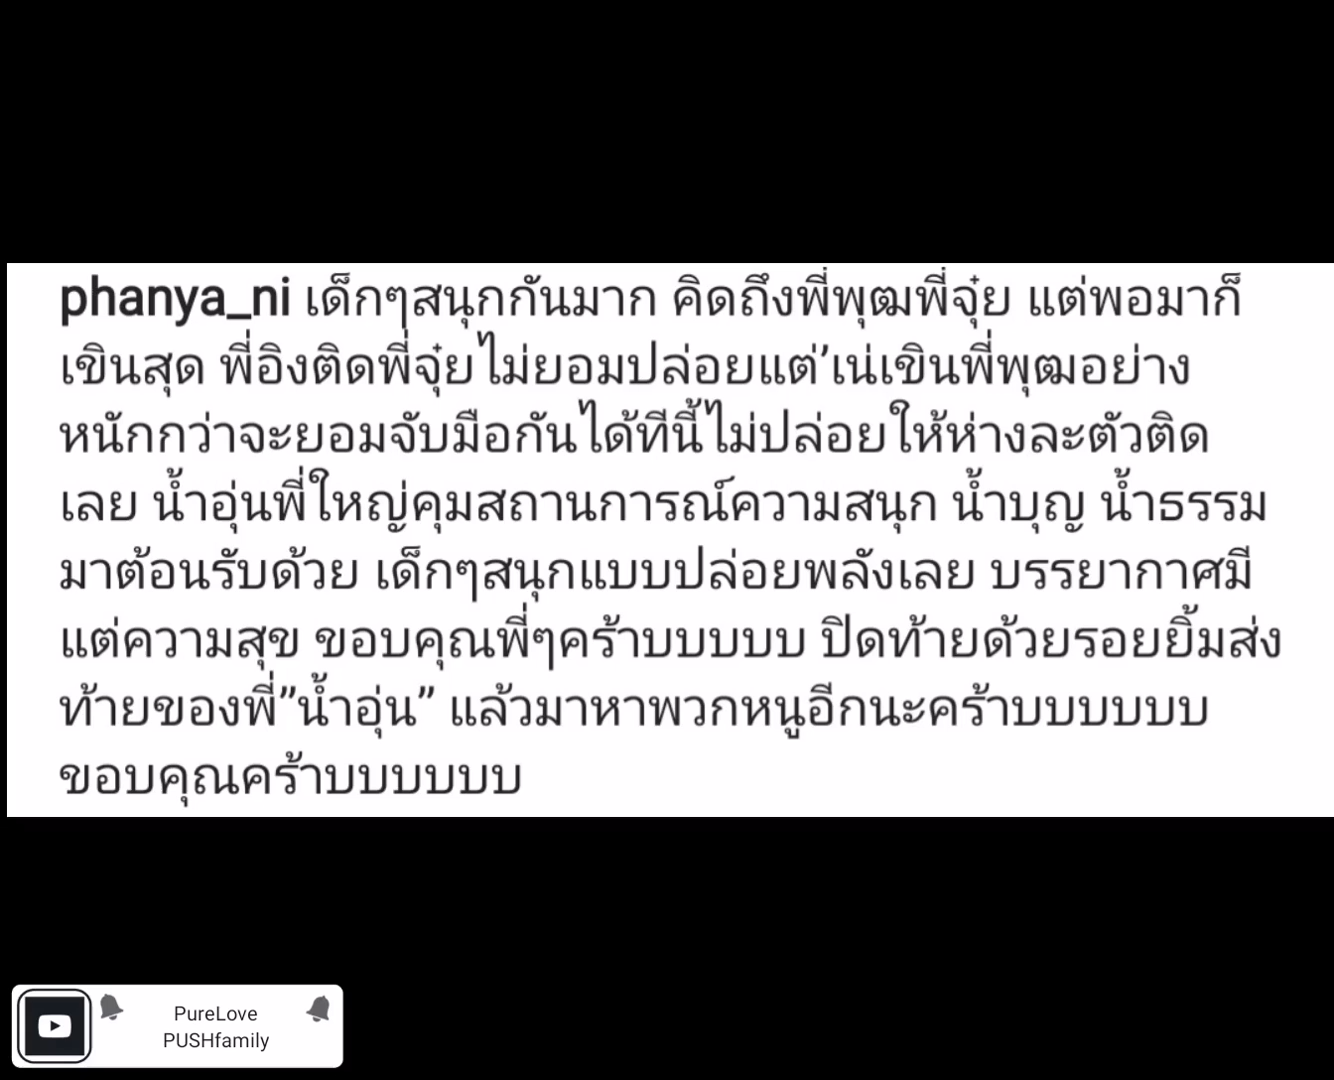 phanya_ni เด็กๆสนุกกันมาก คิดถึงพี่พุฒพี่จุ๋ย แต่พอมาก็
เขินสุด พี่อิงติดพี่จุ๋ยไม่ยอมปล่อยแต่’เน่เขินพี่พุฒอย่าง
หนักกว่าจะยอมจับมือกันได้ทีนี้ไม่ปล่อยให้ห่างละตัวติด
เลย น้ำอุ่นพี่ใหญ่คุมสถานการณ์ความสนุก น้ำบุญ น้ำธรรม
มาต้อนรับด้วย เด็กๆสนุกแบบปล่อยพลังเลย บรรยากาศมี
แต่ความสุข ขอบคุณพี่ๆคร้าบบบบบ ปิดท้ายด้วยรอยยิ้มส่ง
ท้ายของพี่”น้ำอุ่น” แล้วมาหาพวกหนูอีกนะคร้าบบบบบบ
ขอบคุณคร้าบบบบบบ
PureLove
PUSHfamily